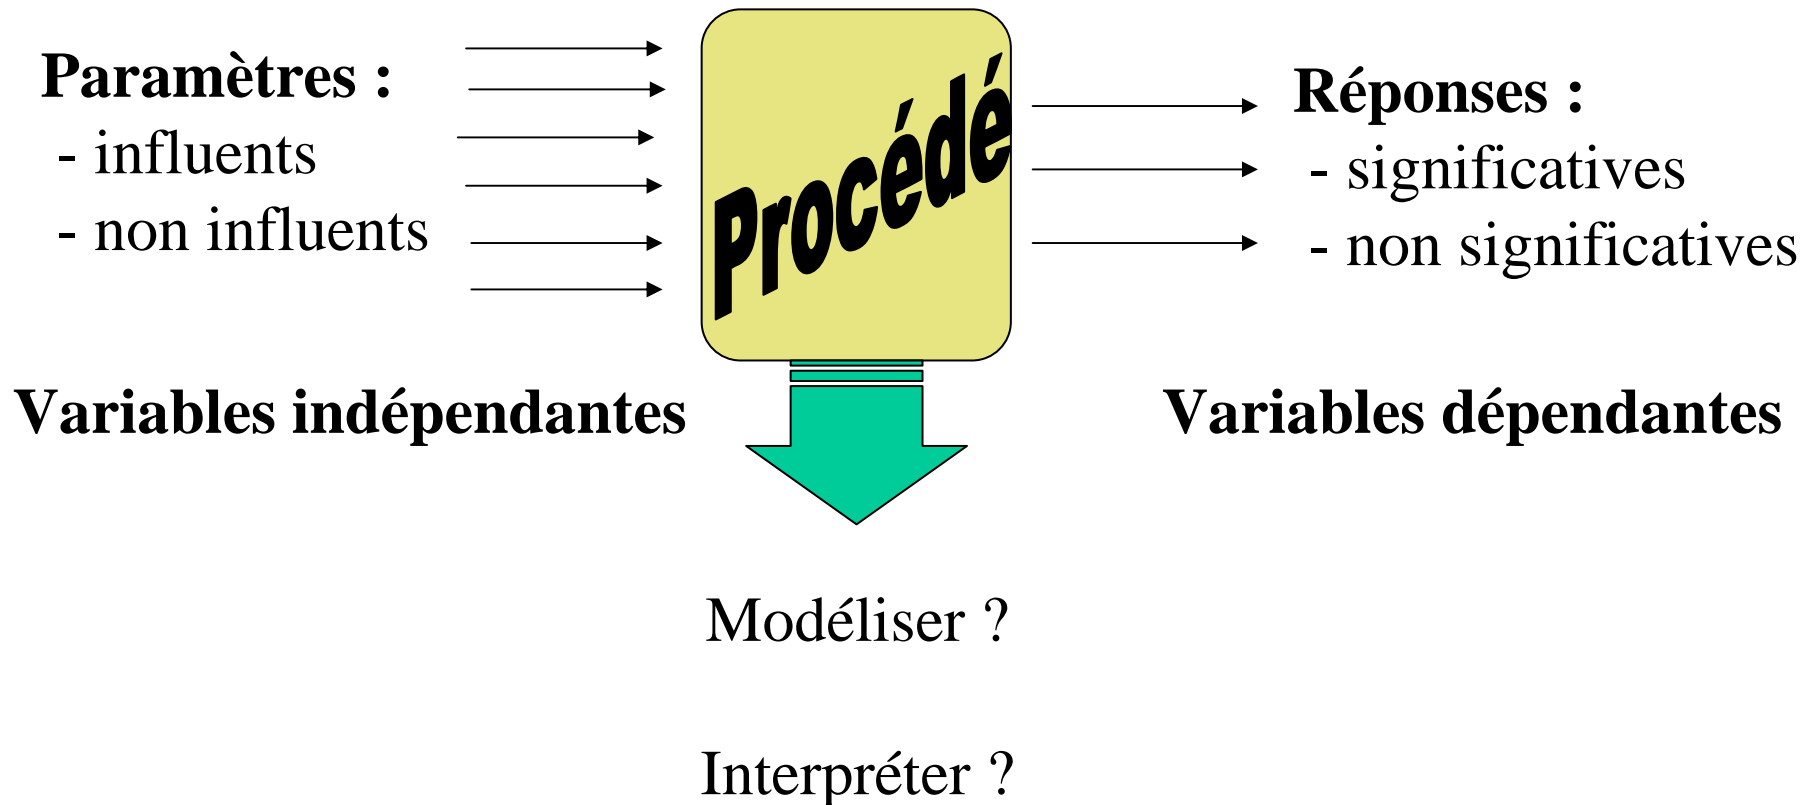 Paramètres :
- influents
- non influents
Variables indépendantes
Procédé
Réponses :
- significatives
- non significatives
Variables dépendantes
Modéliser ?
Interpréter ?